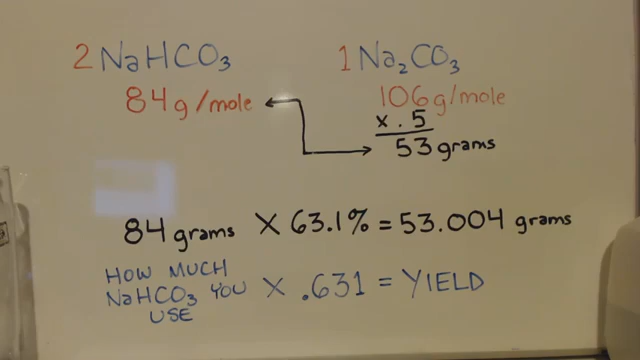 2 NaHCO₃ 1 Na₂CO₃
84 g/mole 106 g/mole
x .5
53 grams
84 grams X 63.1% = 53.004 grams
HOW MUCH
NaHCO₃ YOU X .631 = YIELD
USE